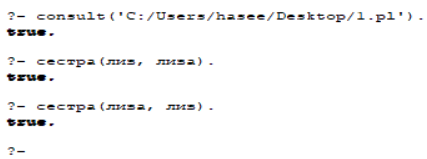 ?- consult('C:/Users/hasee/Desktop/1.pl').
true.
?- сестра(лиз, лиза).
true.
?- сестра(лиза, лиз).
true.
?-